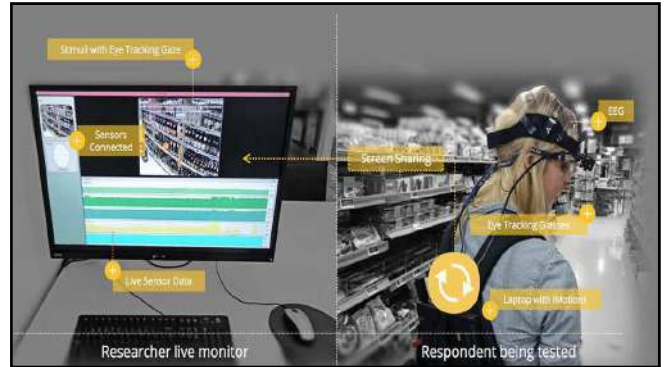 Stimuli with Eye Tracking Gaze
Sensors
Connected
Live Sensor Data
Researcher live monitor
EEG
Screen Sharing
Eye Tracking Glasses
Laptop with iMotions
Respondent being tested